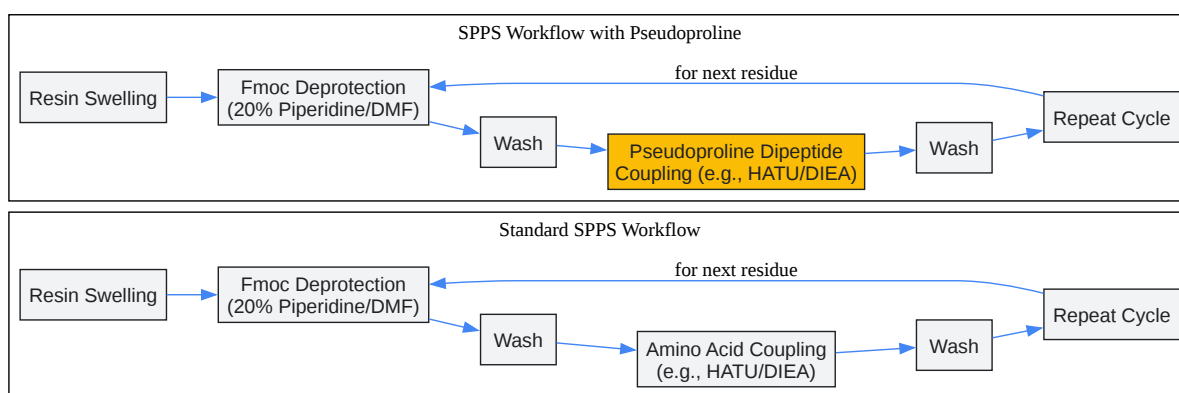 SPPS Workflow with Pseudoproline
for next residue
Resin Swelling
Fmoc Deprotection
(20% Piperidine/DMF)
Wash
Pseudoproline Dipeptide
Coupling (e.g., HATU/DIEA)
Wash
Repeat Cycle
Standard SPPS Workflow
for next residue
Resin Swelling
Fmoc Deprotection
(20% Piperidine/DMF)
Wash
Amino Acid Coupling
(e.g., HATU/DIEA)
Wash
Repeat Cycle